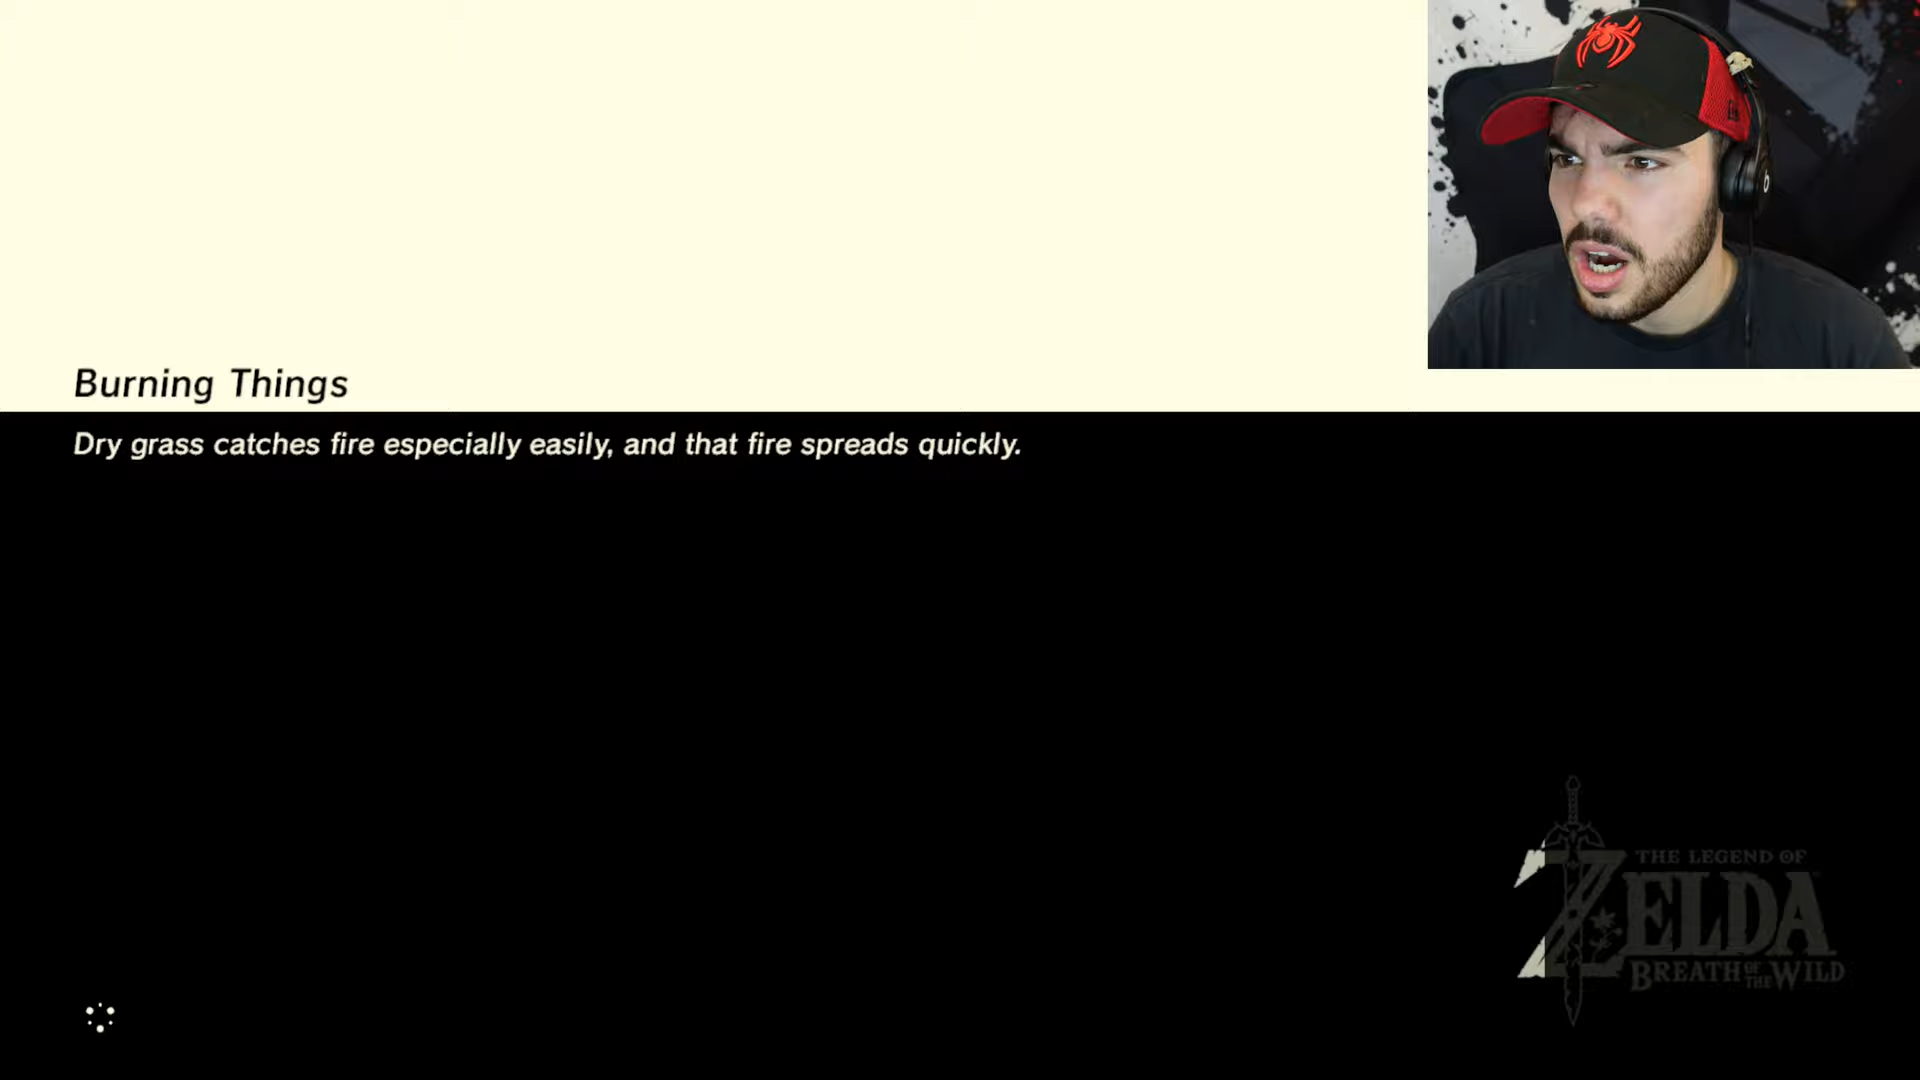 Burning Things
Dry grass catches fire especially easily, and that fire spreads quickly.
THE LEGEND OF
ZELDA
BREATH OF THE WILD